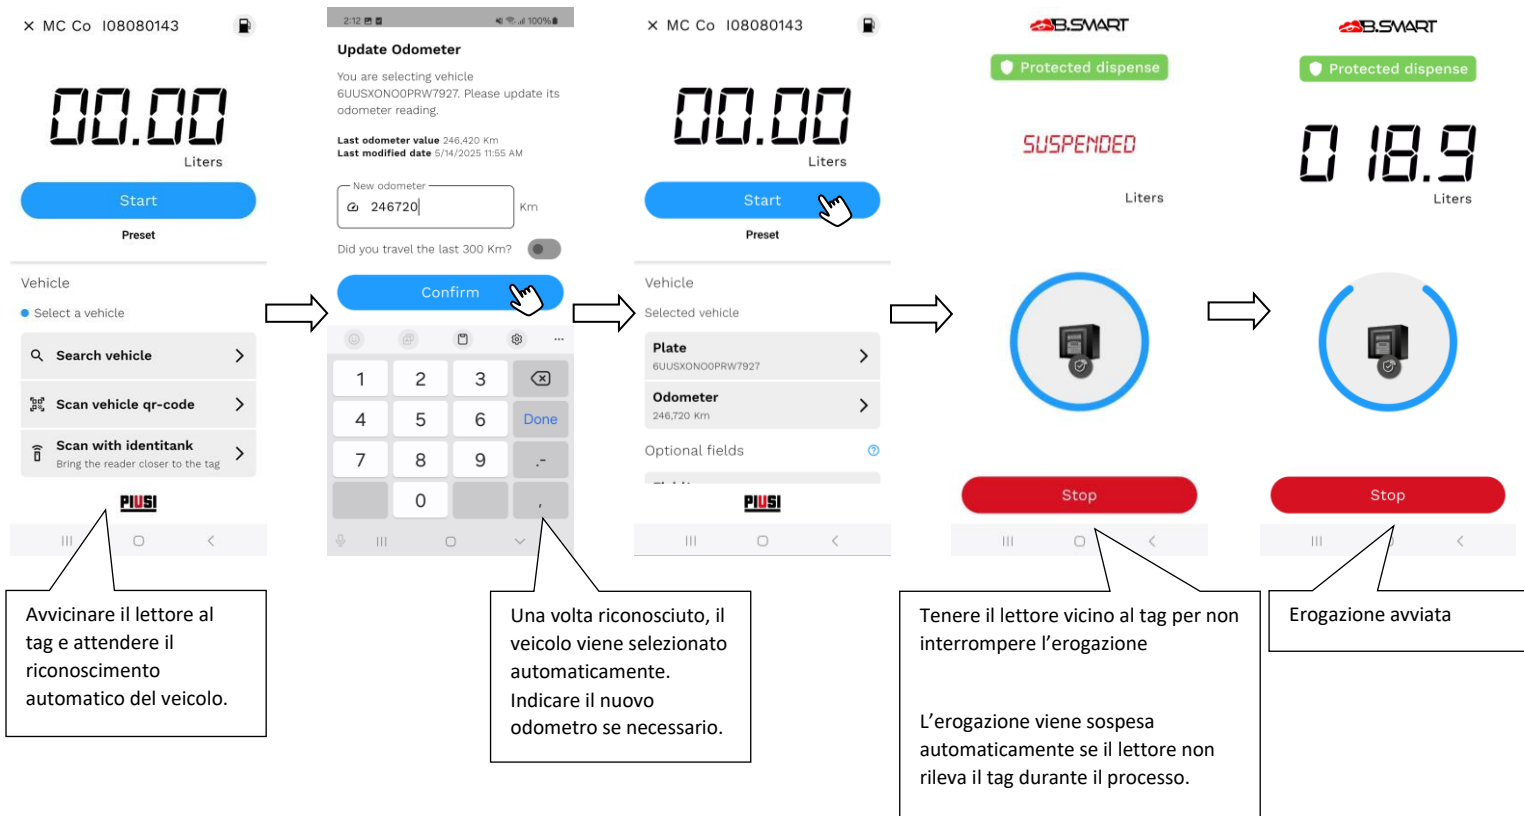 MC Co I08080143
00.00
Liters
Start
Preset
Vehicle
Select a vehicle
Search vehicle
Scan vehicle qr-code
Scan with identitank
Bring the reader closer to the tag
PIUSI
Avvicinare il lettore al
tag e attendere il
riconoscimento
automatico del veicolo.
2:12 100%
Update Odometer
You are selecting vehicle
6UUSXONO0PRW7927. Please update its
odometer reading.
Last odometer value 246,420 Km
Last modified date 5/14/2025 11:55 AM
New odometer
246720 Km
Did you travel the last 300 Km?
Confirm
1 2 3
4 5 6 Done
7 8 9 .-
0 ,
Una volta riconosciuto, il
veicolo viene selezionato
automaticamente.
Indicare il nuovo
odometro se necessario.
MC Co I08080143
00.00
Liters
Start
Preset
Vehicle
Selected vehicle
Plate
6UUSXONO0PRW7927
Odometer
246,720 Km
Optional fields
PIUSI
B.SMART
Protected dispense
SUSPENDED
Liters
Stop
Tenere il lettore vicino al tag per non
interrompere l’erogazione
L’erogazione viene sospesa
automaticamente se il lettore non
rileva il tag durante il processo.
B.SMART
Protected dispense
018.9
Liters
Stop
Erogazione avviata